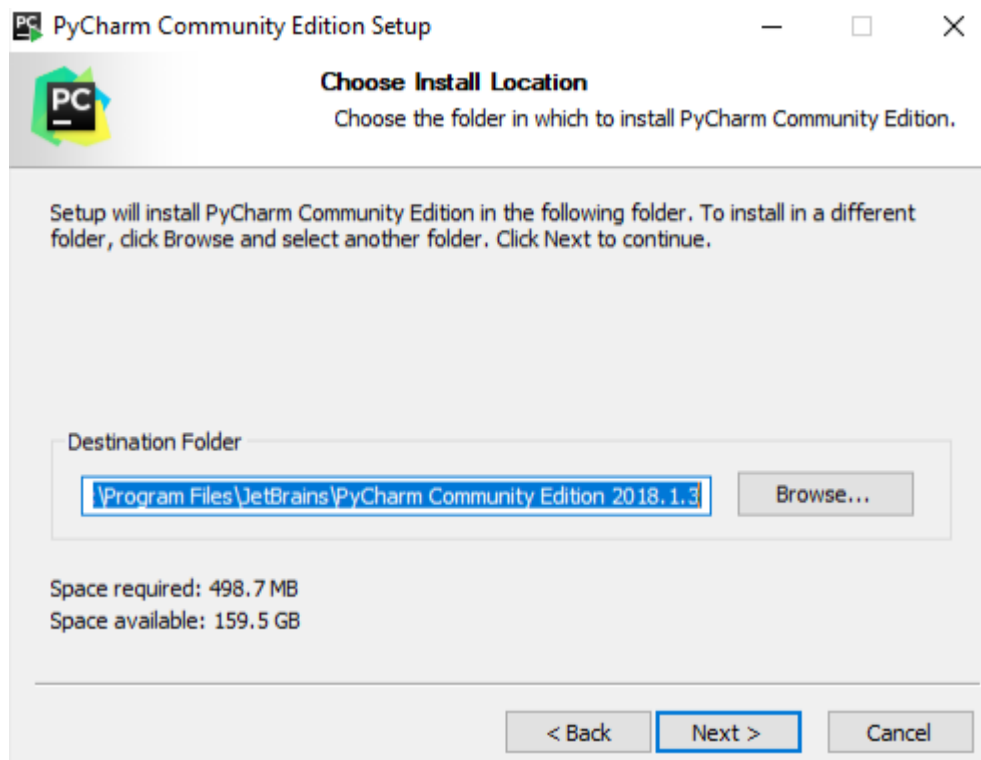 PC PyCharm Community Edition Setup
PC
Choose Install Location
Choose the folder in which to install PyCharm Community Edition.
Setup will install PyCharm Community Edition in the following folder. To install in a different
folder, click Browse and select another folder. Click Next to continue.
Destination Folder
:\Program Files\JetBrains\PyCharm Community Edition 2018.1.3
Browse...
Space required: 498.7 MB
Space available: 159.5 GB
< Back
Next >
Cancel